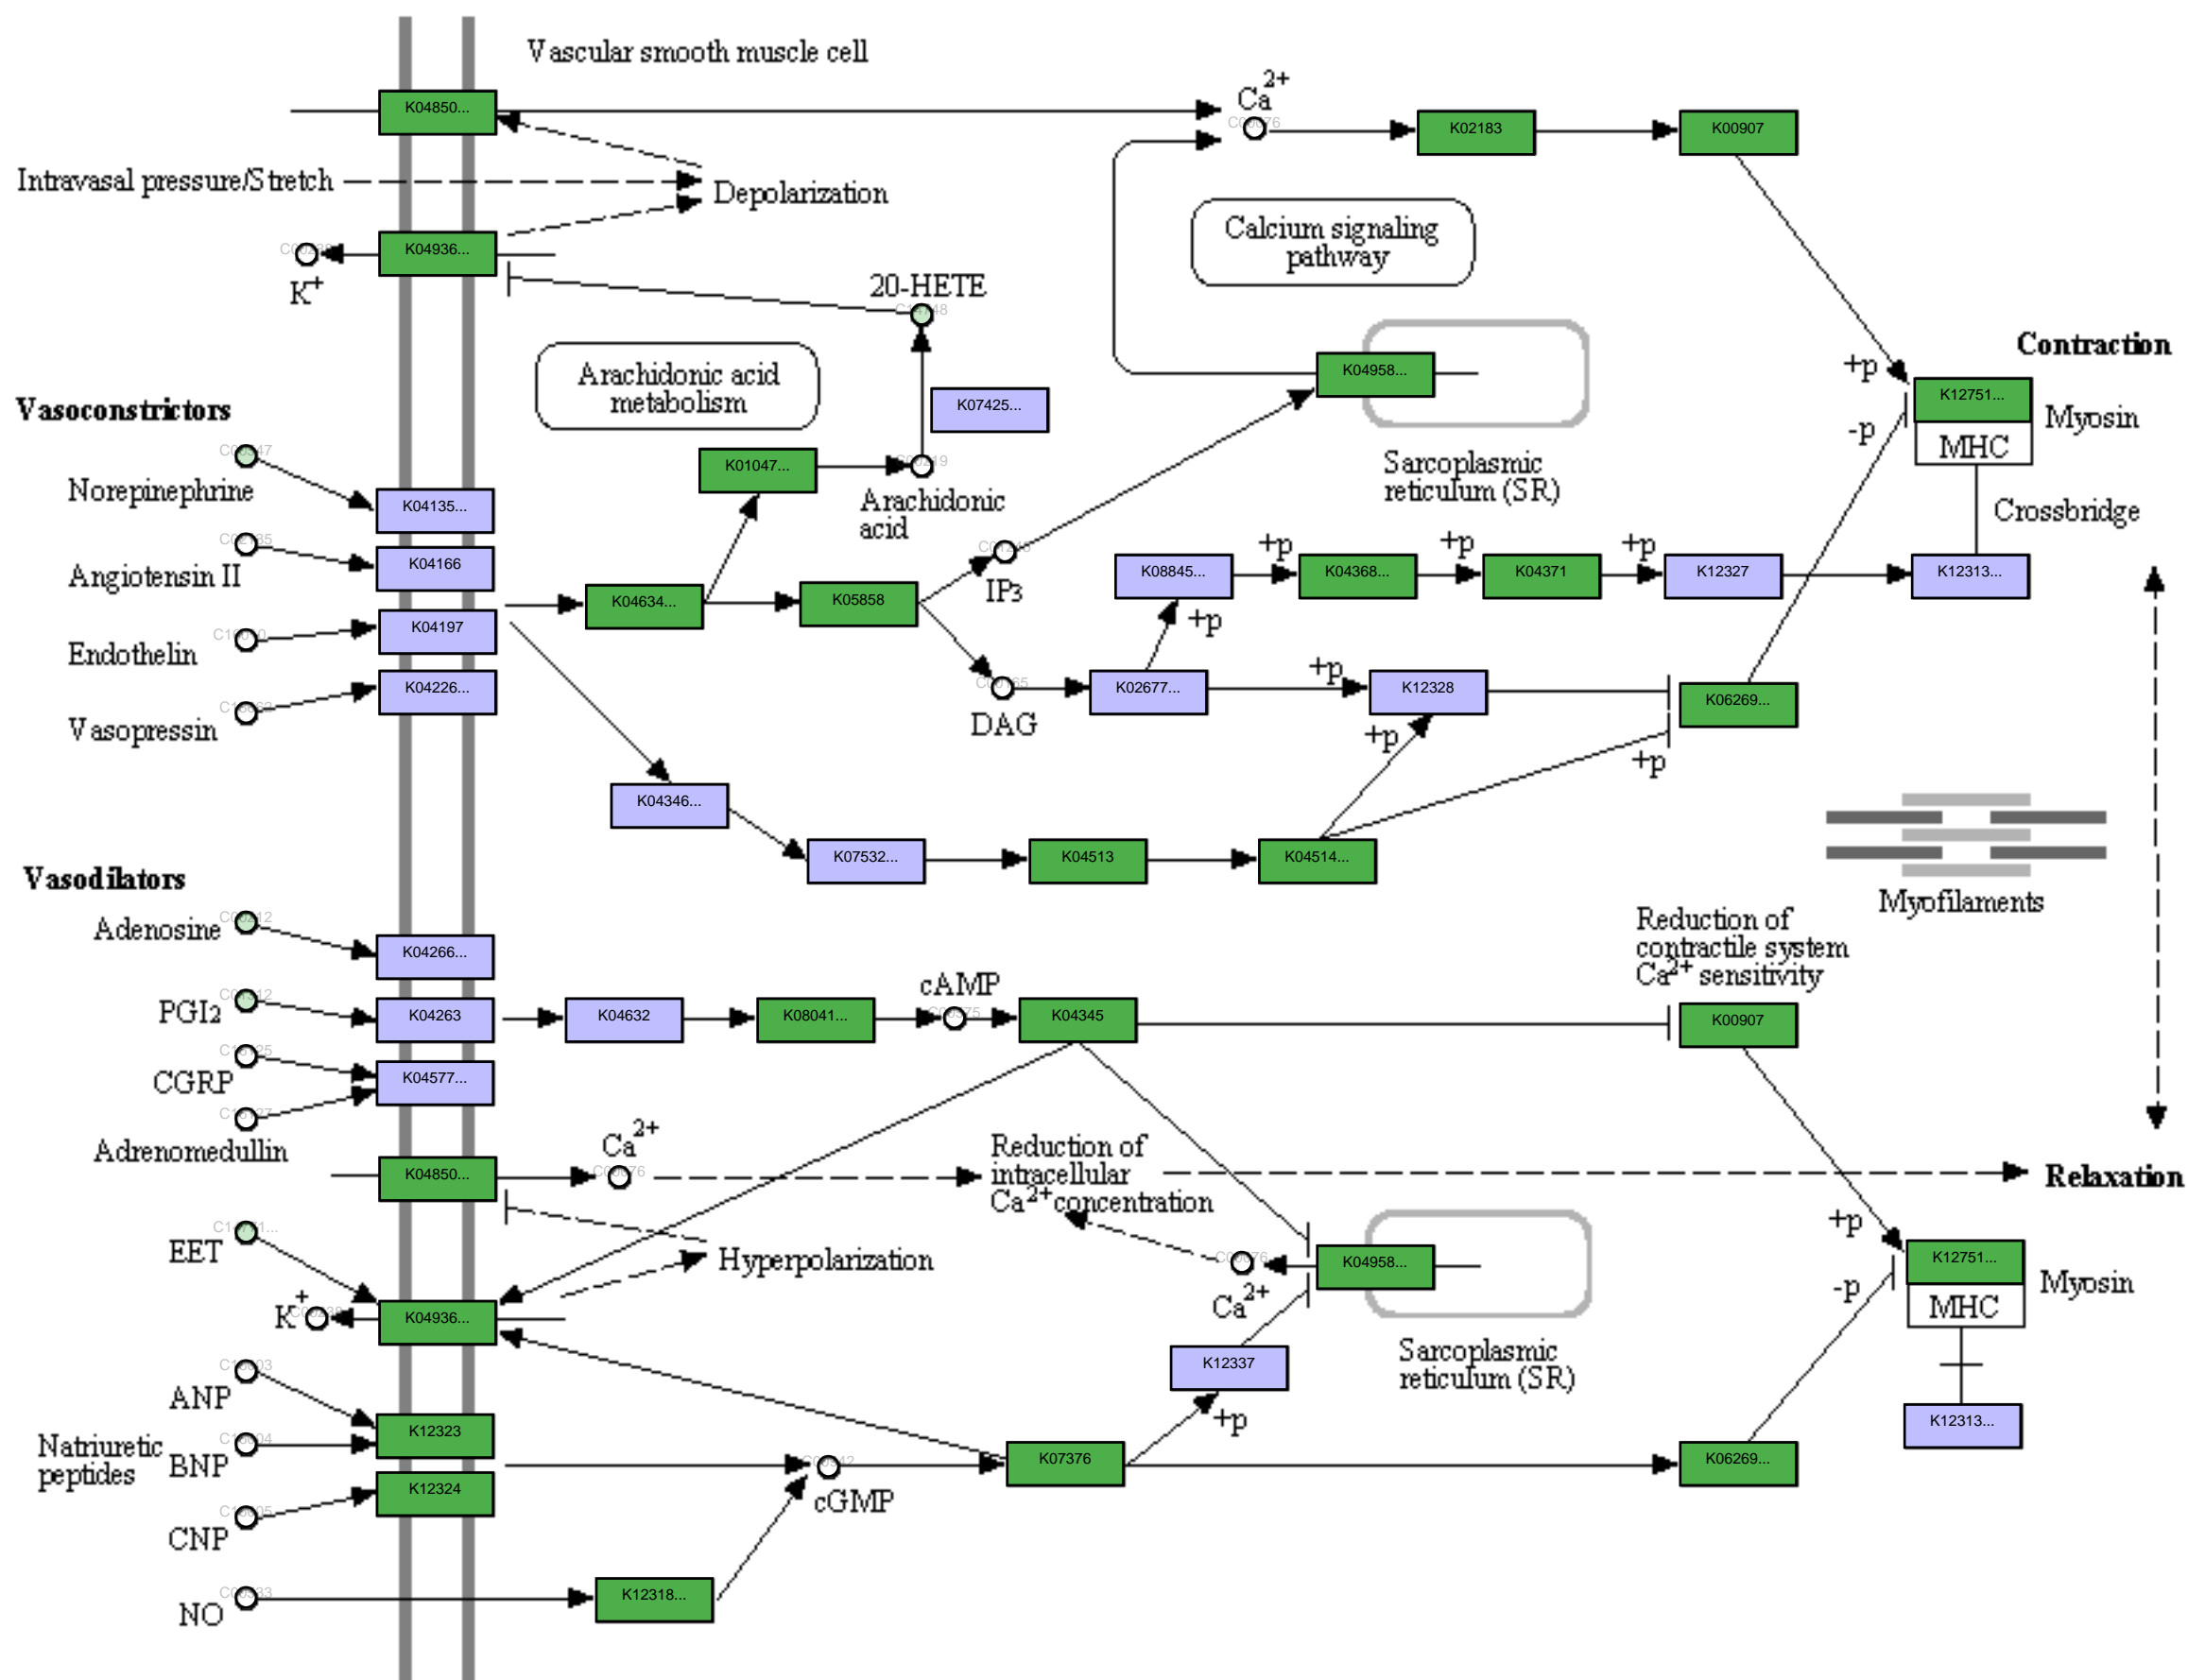 Vascular smooth muscle cell
K04850...
Ca2+
K02183
K00907
Intravasal pressure/Stretch
Depolarization
K04936...
K+
Calcium signaling
pathway
20-HETE
Arachidonic acid
metabolism
K07425...
K04958...
Sarcoplasmic
reticulum (SR)
Contraction
+p
-p
K12751...
MHC
Myosin
Crossbridge
Vasoconstrictors
Norepinephrine
K04135...
K01047...
Arachidonic
acid
Angiotensin II
K04166
Endothelin
K04197
Vasopressin
K04226...
K04634...
K05858
IP3
DAG
K08845...
+p
K04368...
+p
K04371
+p
K12327
K12313...
+p
K02677...
+p
K12328
K06269...
+p
+p
K04346...
K07532...
K04513
K04514...
Myofilaments
Vasodilators
Adenosine
K04266...
PGI2
K04263
K04632
K08041...
cAMP
K04345
Reduction of
contractile system
Ca2+ sensitivity
K00907
CGRP
K04577...
Adrenomedullin
K04850...
Ca2+
Reduction of
intracellular
Ca2+ concentration
Relaxation
EET
Hyperpolarization
K+
K04936...
Ca2+
K04958...
Sarcoplasmic
reticulum (SR)
+p
-p
K12751...
MHC
Myosin
K12313...
K12337
+p
ANP
K12323
Natriuretic
peptides
BNP
K12324
CNP
cGMP
K07376
K06269...
NO
K12318...